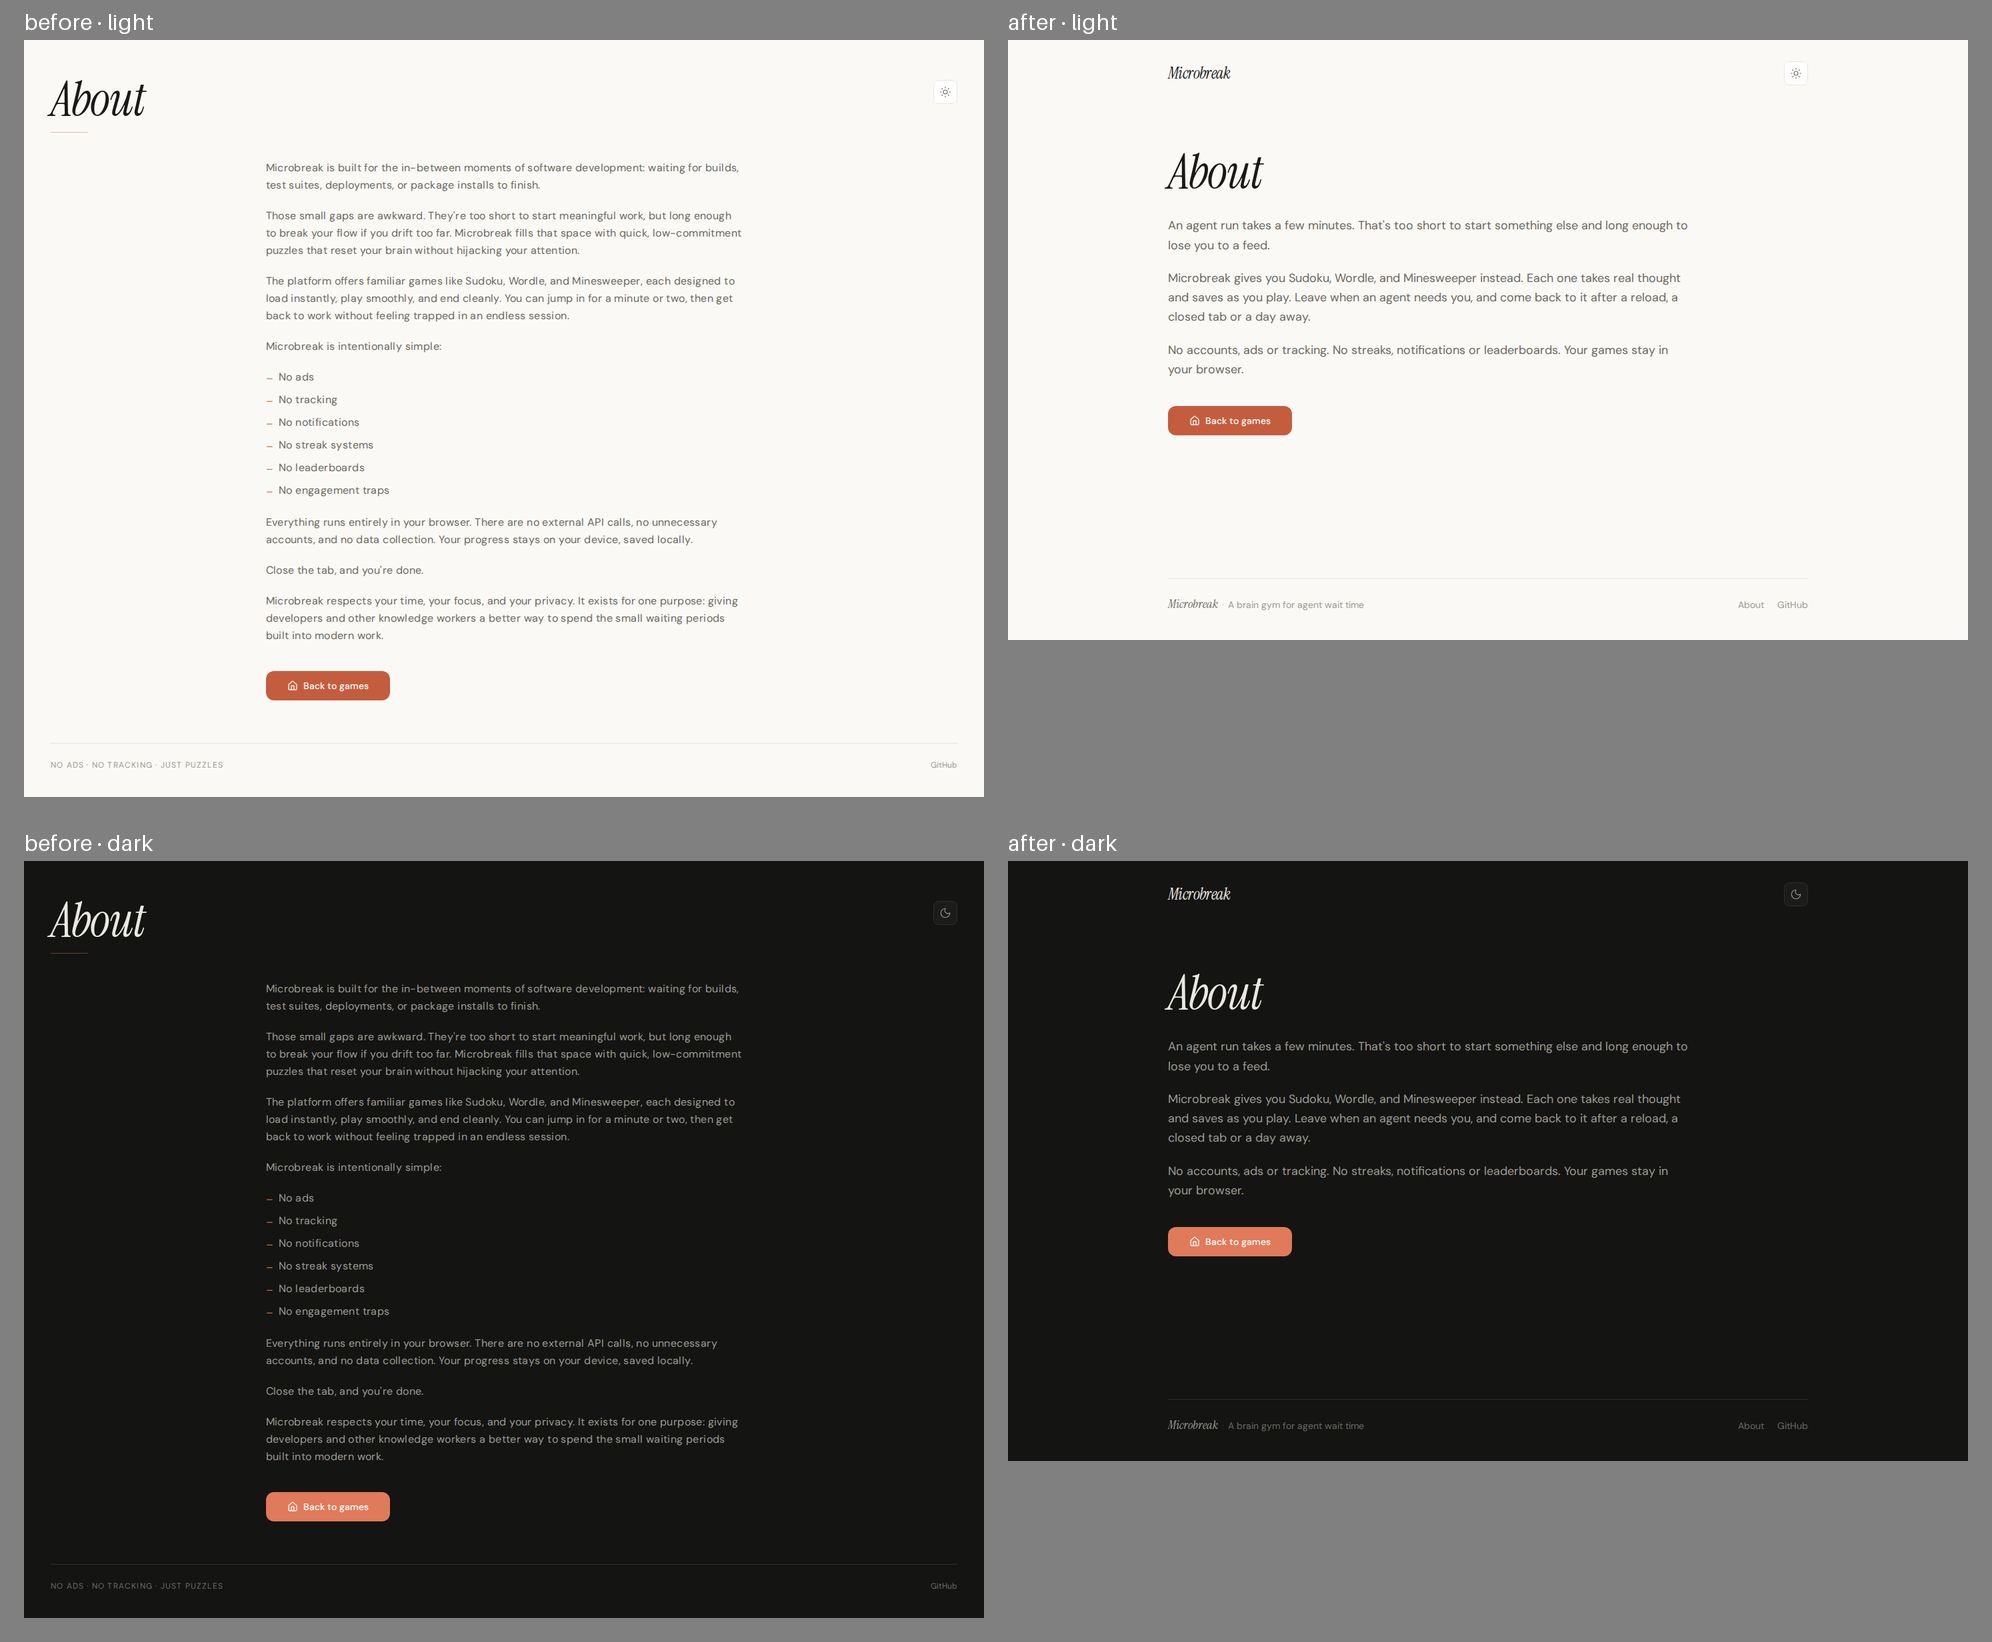 before · light
About
Microbreak is built for the in-between moments of software development: waiting for builds,
test suites, deployments, or package installs to finish.
Those small gaps are awkward. They're too short to start meaningful work, but long enough
to break your flow if you drift too far. Microbreak fills that space with quick, low-commitment
puzzles that reset your brain without hijacking your attention.
The platform offers familiar games like Sudoku, Wordle, and Minesweeper, each designed to
load instantly, play smoothly, and end cleanly. You can jump in for a minute or two, then get
back to work without feeling trapped in an endless session.
Microbreak is intentionally simple:
– No ads
– No tracking
– No notifications
– No streak systems
– No leaderboards
– No engagement traps
Everything runs entirely in your browser. There are no external API calls, no unnecessary
accounts, and no data collection. Your progress stays on your device, saved locally.
Close the tab, and you're done.
Microbreak respects your time, your focus, and your privacy. It exists for one purpose: giving
developers and other knowledge workers a better way to spend the small waiting periods
built into modern work.
Back to games
NO ADS · NO TRACKING · JUST PUZZLES
GitHub
after · light
Microbreak
About
An agent run takes a few minutes. That's too short to start something else and long enough to
lose you to a feed.
Microbreak gives you Sudoku, Wordle, and Minesweeper instead. Each one takes real thought
and saves as you play. Leave when an agent needs you, and come back to it after a reload, a
closed tab or a day away.
No accounts, ads or tracking. No streaks, notifications or leaderboards. Your games stay in
your browser.
Back to games
Microbreak · A brain gym for agent wait time
About GitHub
before · dark
About
Microbreak is built for the in-between moments of software development: waiting for builds,
test suites, deployments, or package installs to finish.
Those small gaps are awkward. They're too short to start meaningful work, but long enough
to break your flow if you drift too far. Microbreak fills that space with quick, low-commitment
puzzles that reset your brain without hijacking your attention.
The platform offers familiar games like Sudoku, Wordle, and Minesweeper, each designed to
load instantly, play smoothly, and end cleanly. You can jump in for a minute or two, then get
back to work without feeling trapped in an endless session.
Microbreak is intentionally simple:
– No ads
– No tracking
– No notifications
– No streak systems
– No leaderboards
– No engagement traps
Everything runs entirely in your browser. There are no external API calls, no unnecessary
accounts, and no data collection. Your progress stays on your device, saved locally.
Close the tab, and you're done.
Microbreak respects your time, your focus, and your privacy. It exists for one purpose: giving
developers and other knowledge workers a better way to spend the small waiting periods
built into modern work.
Back to games
NO ADS · NO TRACKING · JUST PUZZLES
GitHub
after · dark
Microbreak
About
An agent run takes a few minutes. That's too short to start something else and long enough to
lose you to a feed.
Microbreak gives you Sudoku, Wordle, and Minesweeper instead. Each one takes real thought
and saves as you play. Leave when an agent needs you, and come back to it after a reload, a
closed tab or a day away.
No accounts, ads or tracking. No streaks, notifications or leaderboards. Your games stay in
your browser.
Back to games
Microbreak · A brain gym for agent wait time
About GitHub